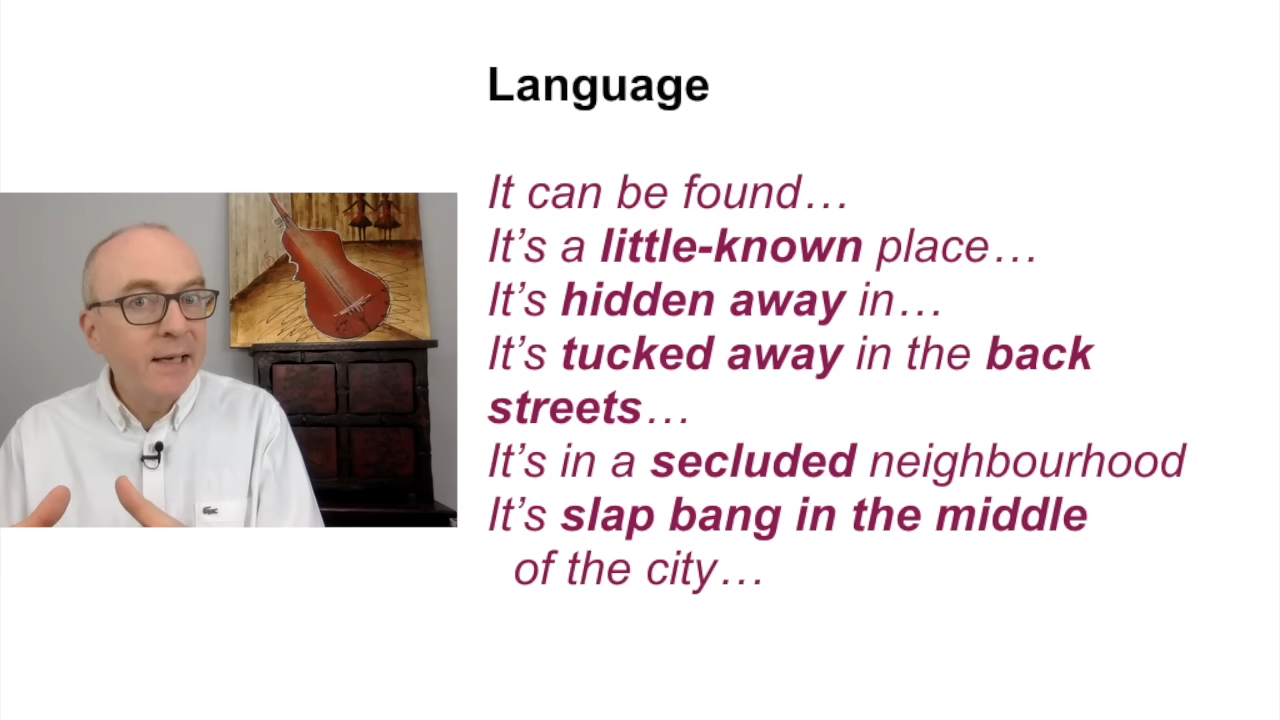 Language
It can be found…
It’s a little-known place…
It’s hidden away in…
It’s tucked away in the back
streets…
It’s in a secluded neighbourhood
It’s slap bang in the middle
of the city…